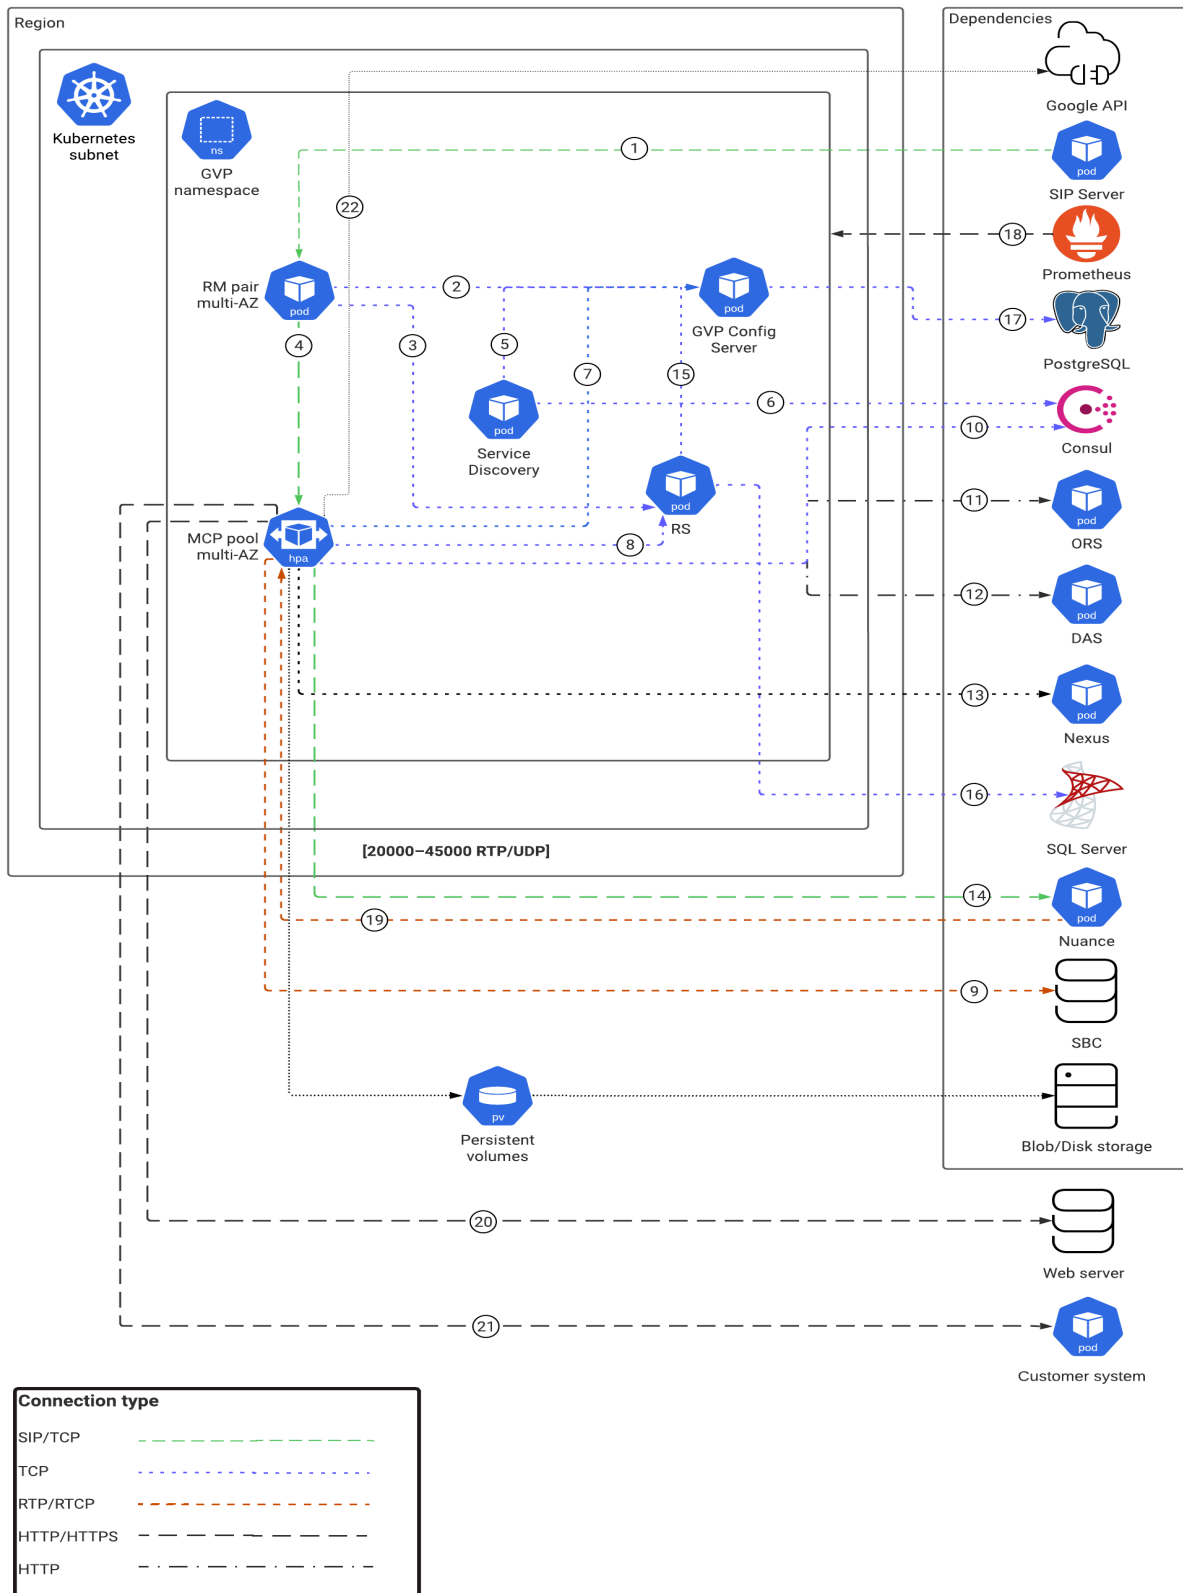 Region
Dependencies
Google API
Kubernetes
subnet
ns
GVP
namespace
1
pod
SIP Server
22
18
Prometheus
RM pair
multi-AZ
pod
2
pod
GVP Config
Server
17
PostgreSQL
4
3
5
7
15
6
Consul
pod
Service
Discovery
10
pod
RS
11
pod
ORS
MCP pool
multi-AZ
hpa
8
12
pod
DAS
13
pod
Nexus
16
SQL Server
[20000–45000 RTP/UDP]
14
pod
Nuance
19
9
SBC
pv
Persistent
volumes
Blob/Disk storage
20
Web server
21
pod
Customer system
Connection type
SIP/TCP
TCP
RTP/RTCP
HTTP/HTTPS
HTTP